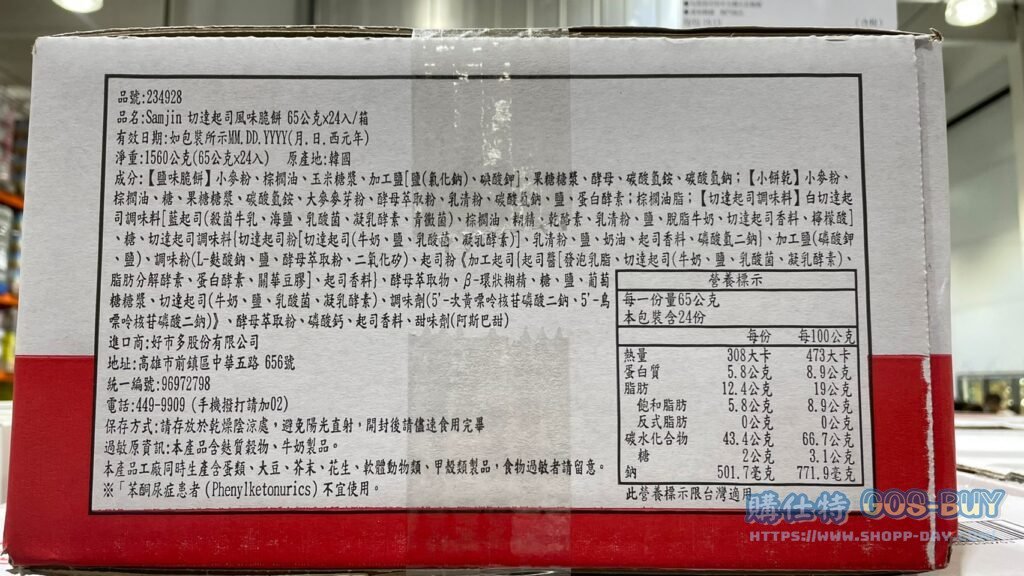 品號:234928
品名:Samjin 切達起司風味脆餅 65公克x24入/箱
有效日期:如包裝所示MM.DD.YYYY(月.日.西元年)
淨重:1560公克(65公克x24入) 原產地:韓國
成分:【鹽味脆餅】小麥粉、棕櫚油、玉米糖漿、加工鹽[鹽(氯化鈉)、碘酸鉀]、果糖糖漿、酵母、碳酸氫銨、碳酸氫鈉;【小餅乾】小麥粉、
棕櫚油、糖、果糖糖漿、碳酸氫銨、大麥麥芽粉、酵母萃取粉、乳清粉、碳酸氫鈉、鹽、蛋白酵素;棕櫚油脂;【切達起司調味料】白切達起
司調味料[藍起司(殺菌牛乳、海鹽、乳酸菌、凝乳酵素、青黴菌)、棕櫚油、糊精、乾酪素、乳清粉、鹽、脫脂牛奶、切達起司香料、檸檬酸]
、糖、切達起司調味料{切達起司粉[切達起司(牛奶、鹽、乳酸菌、凝乳酵素)]、乳清粉、鹽、奶油、起司香料、磷酸氫二鈉}、加工鹽(磷酸鉀
、鹽)、調味粉(L-麩酸鈉、鹽、酵母萃取粉、二氧化矽)、起司粉《加工起司{起司醬[發泡乳脂、切達起司(牛奶、鹽、乳酸菌、凝乳酵素)、
脂肪分解酵素、蛋白酵素、關華豆膠]、起司香料}、酵母萃取物、β-環狀糊精、糖、鹽、葡萄
糖糖漿、切達起司(牛奶、鹽、乳酸菌、凝乳酵素)、調味劑(5'-次黃嘌呤核苷磷酸二鈉、5'-鳥
嘌呤核苷磷酸二鈉)》、酵母萃取粉、磷酸鈣、起司香料、甜味劑(阿斯巴甜)
進口商:好市多股份有限公司
地址:高雄市前鎮區中華五路 656號
統一編號:96972798
電話:449-9909 (手機撥打請加02)
保存方式:請存放於乾燥陰涼處，避免陽光直射，開封後請儘速食用完畢
過敏原資訊:本產品含麩質穀物、牛奶製品。
本產品工廠同時生產含蛋類、大豆、芥末、花生、軟體動物類、甲殼類製品，食物過敏者請留意。
※「苯酮尿症患者(Phenylketonurics)不宜使用。
營養標示
每一份量65公克
本包裝含24份
每份 每100公克
熱量 308大卡 473大卡
蛋白質 5.8公克 8.9公克
脂肪 12.4公克 19公克
飽和脂肪 5.8公克 8.9公克
反式脂肪 0公克 0公克
碳水化合物 43.4公克 66.7公克
糖 2公克 3.1公克
鈉 501.7毫克 771.9毫克
此營養標示限台灣適用
購仕特 COS-BUY
HTTPS://WWW.SHOPP-DAY.